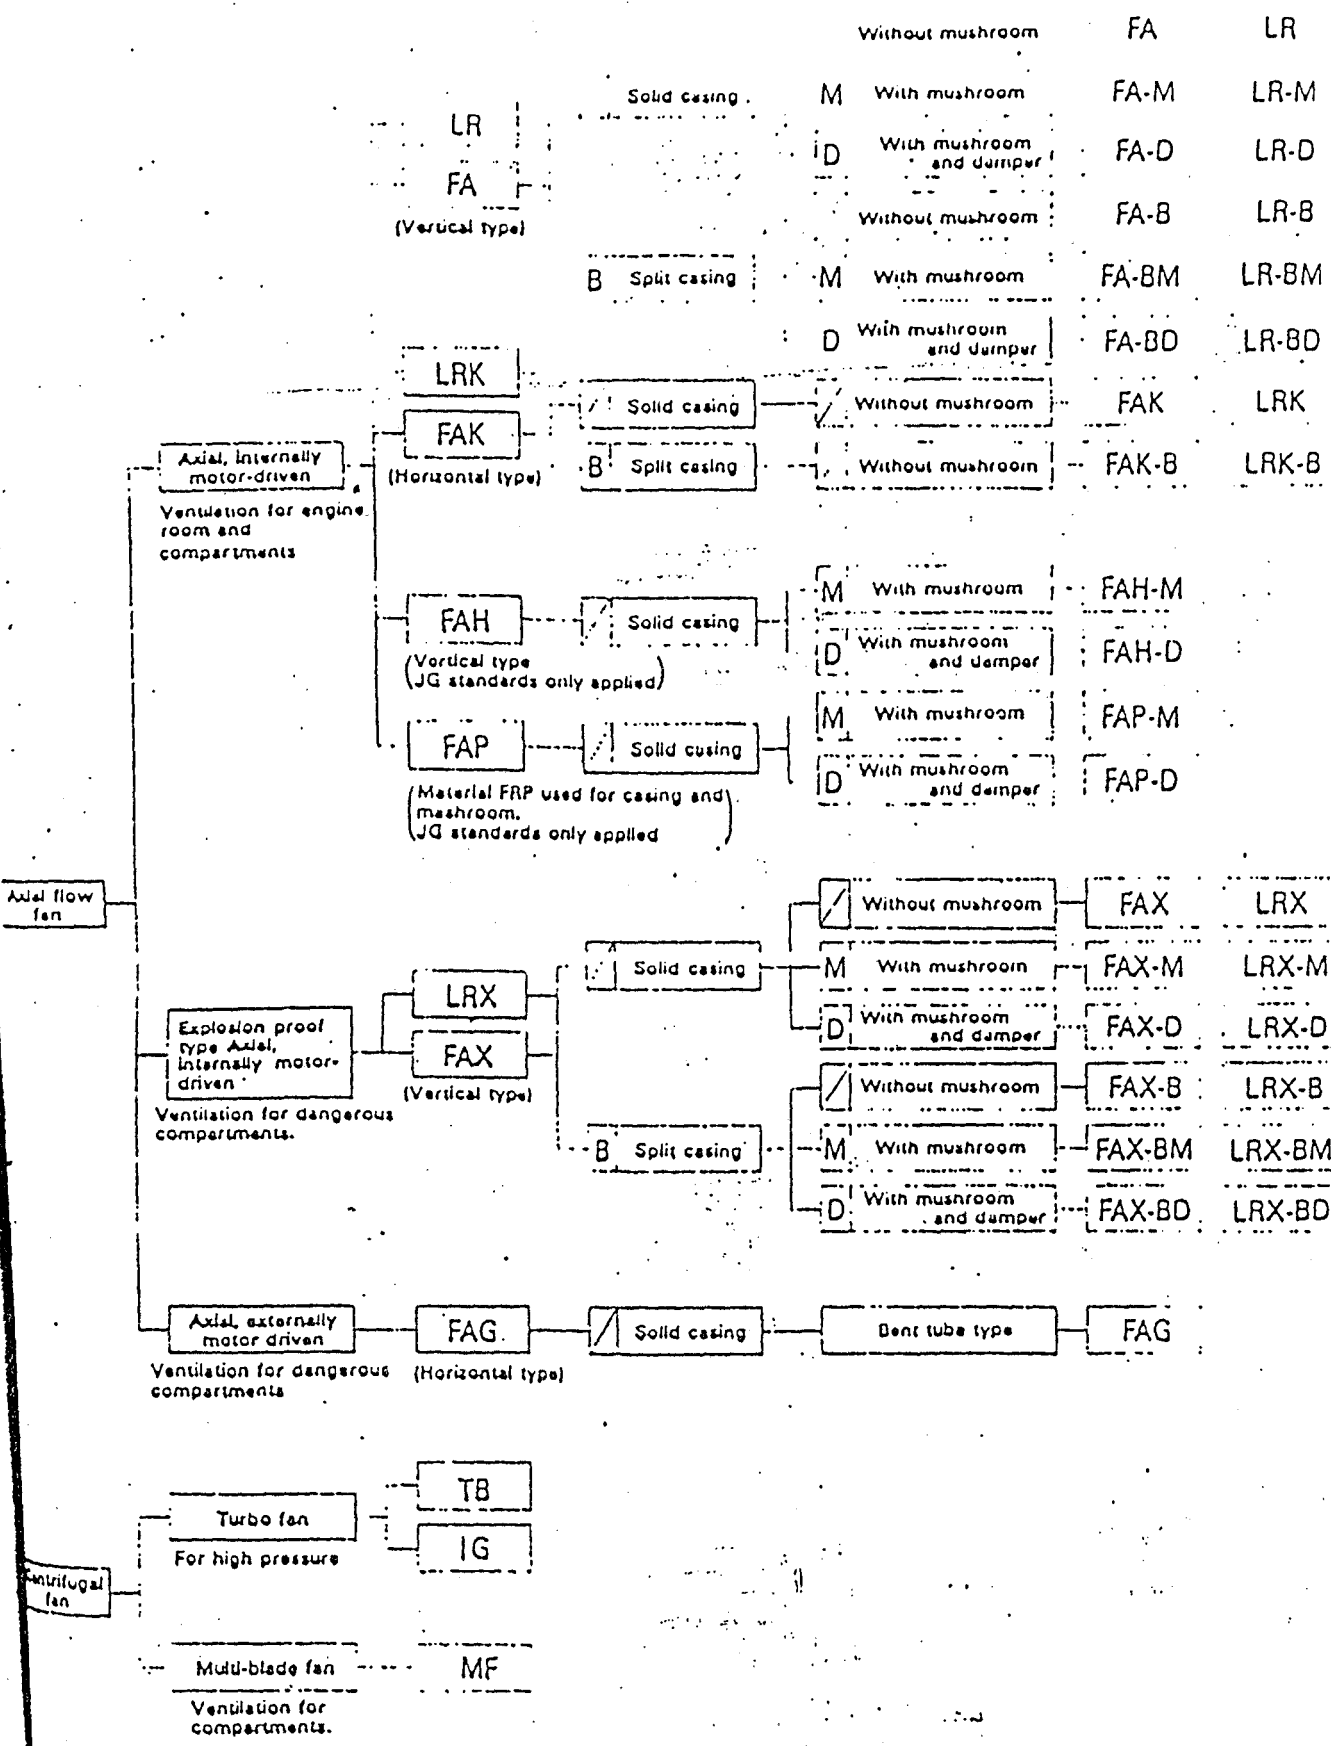 Without mushroom FA LR
Solid casing M With mushroom FA-M LR-M
LR
D With mushroom and damper FA-D LR-D
FA
(Vertical type)
Without mushroom FA-B LR-B
B Split casing M With mushroom FA-BM LR-BM
D With mushroom and damper FA-BD LR-BD
LRK
Solid casing Without mushroom FAK LRK
FAK
(Horizontal type)
B Split casing Without mushroom FAK-B LRK-B
Axial, internally
motor-driven
Ventilation for engine
room and
compartments
FAH Solid casing
M With mushroom FAH-M
D With mushroom and damper FAH-D
(Vertical type
JG standards only applied)
FAP Solid casing
M With mushroom FAP-M
D With mushroom and damper FAP-D
(Material FRP used for casing and
mashroom.
JG standards only applied)
Axial flow
fan
Without mushroom FAX LRX
Solid casing M With mushroom FAX-M LRX-M
D With mushroom and damper FAX-D LRX-D
LRX
FAX
(Vertical type)
Explosion proof
type Axial,
internally motor-
driven
Ventilation for dangerous
compartments.
Without mushroom FAX-B LRX-B
B Split casing M With mushroom FAX-BM LRX-BM
D With mushroom and damper FAX-BD LRX-BD
Axial, externally
motor driven
FAG Solid casing Bent tube type FAG
Ventilation for dangerous
compartments
(Horizontal type)
TB
Turbo fan
IG
For high pressure
entrifugal
fan
Multi-blade fan MF
Ventilation for
compartments.